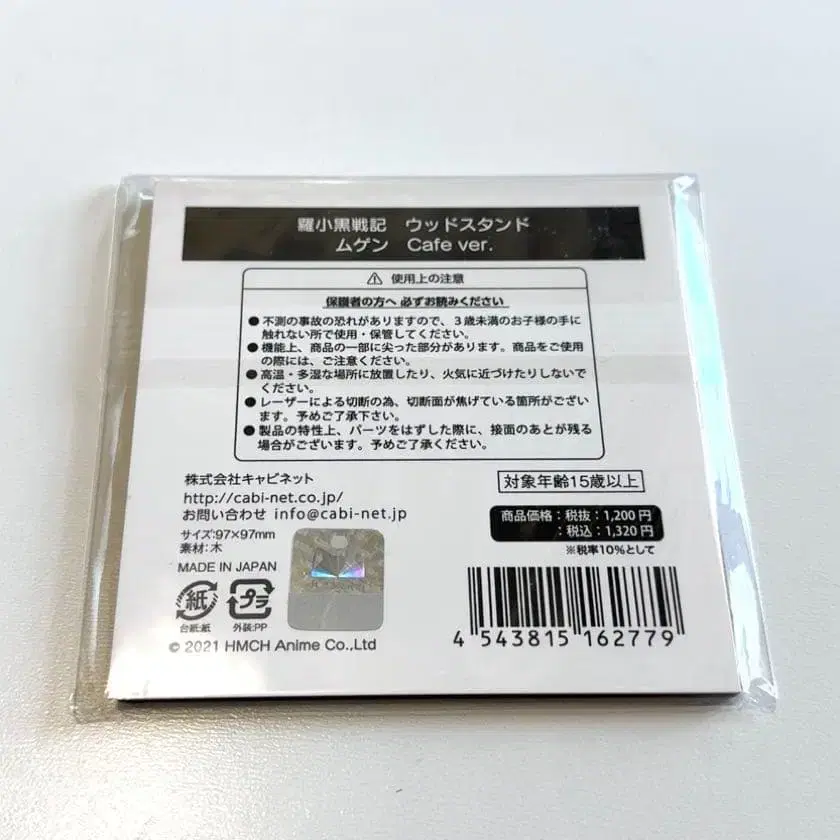 羅小黒戦記 ウッドスタンド
ムゲン Cafe ver.
⚠ 使用上の注意
保護者の方へ 必ずお読みください
●不測の事故の恐れがありますので、3歳未満のお子様の手に
触れない所で使用・保管してください。
●機能上、商品の一部に尖った部分があります。商品をご使用
の際には、ご注意ください。
●高温・多湿な場所に放置したり、火気に近づけたりしないで
ください。
●レーザーによる切断の為、切断面が焦げている箇所がござい
ます。予めご了承下さい。
●製品の特性上、パーツをはずした際に、接面のあとが残る
場合がございます。予めご了承ください。
株式会社キャビネット
http://cabi-net.co.jp/
お問い合わせ info@cabi-net.jp
サイズ:97×97mm
素材:木
MADE IN JAPAN
対象年齢15歳以上
商品価格:税抜:1,200円
:税込:1,320円
※税率10%として
紙 プラ
台紙:紙 外装:PP
© 2021 HMCH Anime Co.,Ltd
4 543815 162779